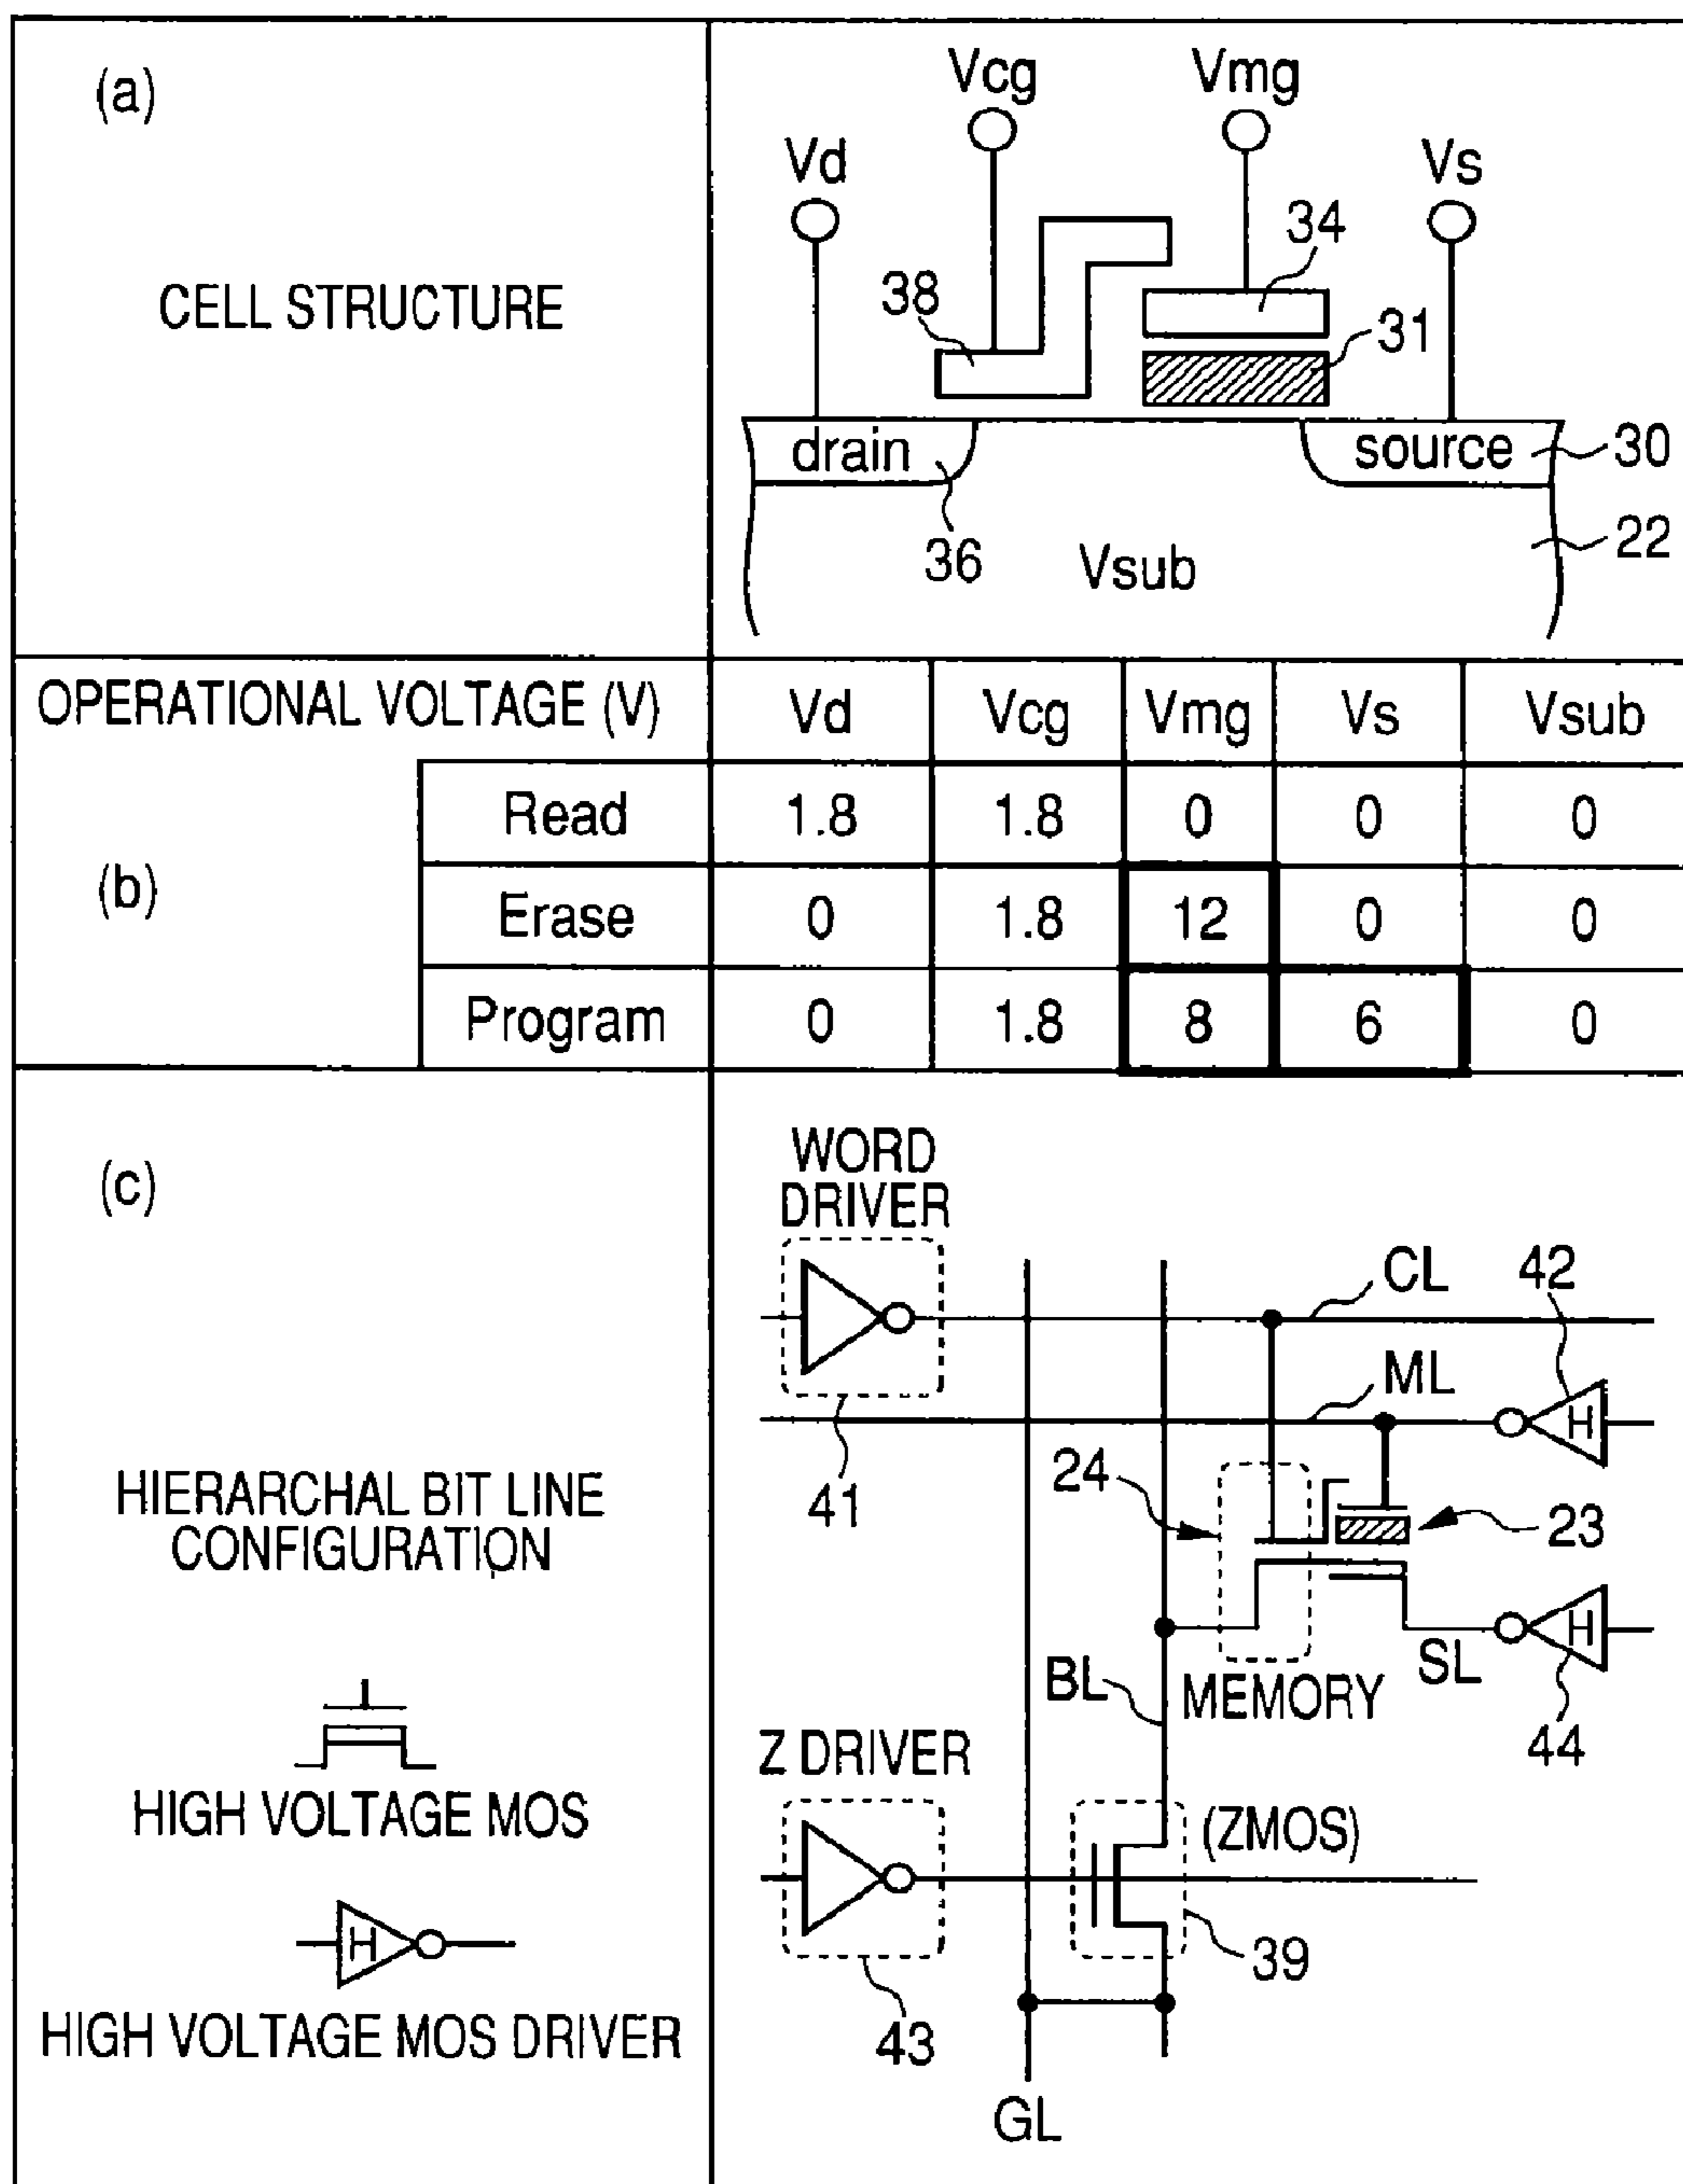 (a)
CELL STRUCTURE
Vcg Vmg
Vd Vs
34
38
31
drain source 30
36 Vsub 22
OPERATIONAL VOLTAGE (V) Vd Vcg Vmg Vs Vsub
(b)
Read 1.8 1.8 0 0 0
Erase 0 1.8 12 0 0
Program 0 1.8 8 6 0
(c)
HIERARCHAL BIT LINE
CONFIGURATION
HIGH VOLTAGE MOS
H
HIGH VOLTAGE MOS DRIVER
WORD
DRIVER
CL 42
ML
H
41 24
23
H
BL MEMORY SL
44
Z DRIVER
(ZMOS)
39
43
GL